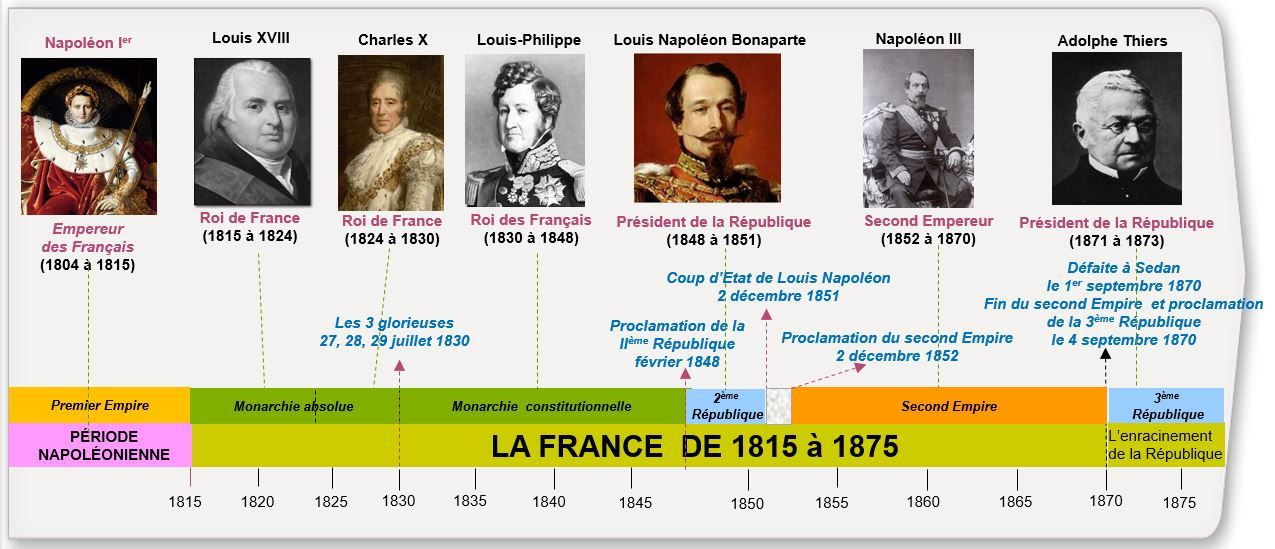 Napoléon Ier
Louis XVIII
Charles X
Louis-Philippe
Louis Napoléon Bonaparte
Napoléon III
Adolphe Thiers
Empereur
des Français
(1804 à 1815)
Roi de France
(1815 à 1824)
Roi de France
(1824 à 1830)
Roi des Français
(1830 à 1848)
Président de la République
(1848 à 1851)
Second Empereur
(1852 à 1870)
Président de la République
(1871 à 1873)
Les 3 glorieuses
27, 28, 29 juillet 1830
Proclamation de la
IIème République
février 1848
Coup d'Etat de Louis Napoléon
2 décembre 1851
Proclamation du second Empire
2 décembre 1852
Défaite à Sedan
le 1er septembre 1870
Fin du second Empire et proclamation
de la 3ème République
le 4 septembre 1870
Premier Empire
Monarchie absolue
Monarchie constitutionnelle
2ème
République
Second Empire
3ème
République
PÉRIODE
NAPOLÉONIENNE
LA FRANCE DE 1815 à 1875
L'enracinement
de la République
1815
1820
1825
1830
1835
1840
1845
1850
1855
1860
1865
1870
1875